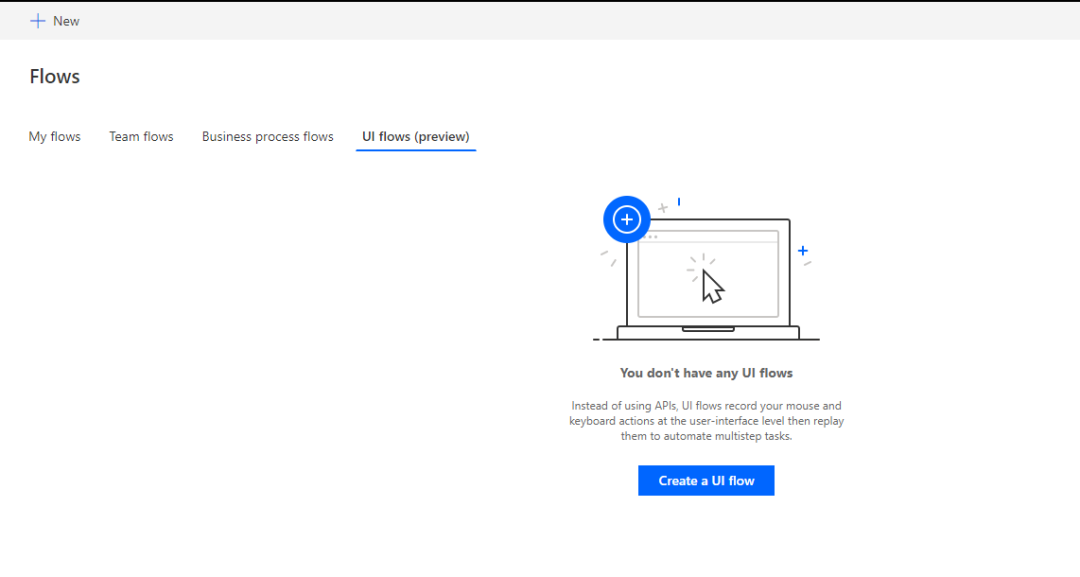 New
Flows
My flows Team flows Business process flows UI flows (preview)
You don't have any UI flows
Instead of using APIs, UI flows record your mouse and
keyboard actions at the user-interface level then replay
them to automate multistep tasks.
Create a UI flow